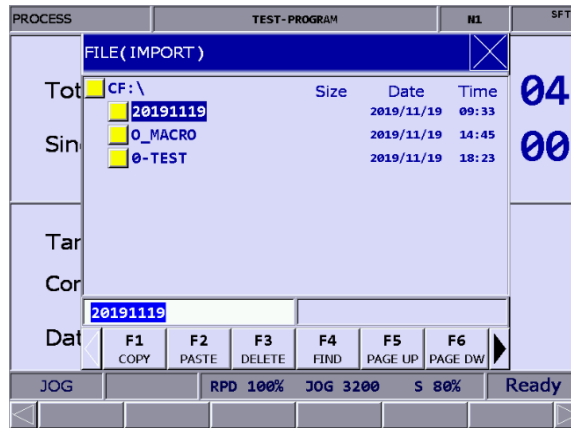 PROCESS TEST-PROGRAM N1 SFT
FILE(IMPORT)
Tot CF:\ Size Date Time 04
20191119 2019/11/19 09:33
O_MACRO 2019/11/19 14:45
Sin 00
0-TEST 2019/11/19 18:23
Tar
Cor
20191119
Dat F1 F2 F3 F4 F5 F6
COPY PASTE DELETE FIND PAGE UP PAGE DW
JOG RPD 100% JOG 3200 S 80% Ready